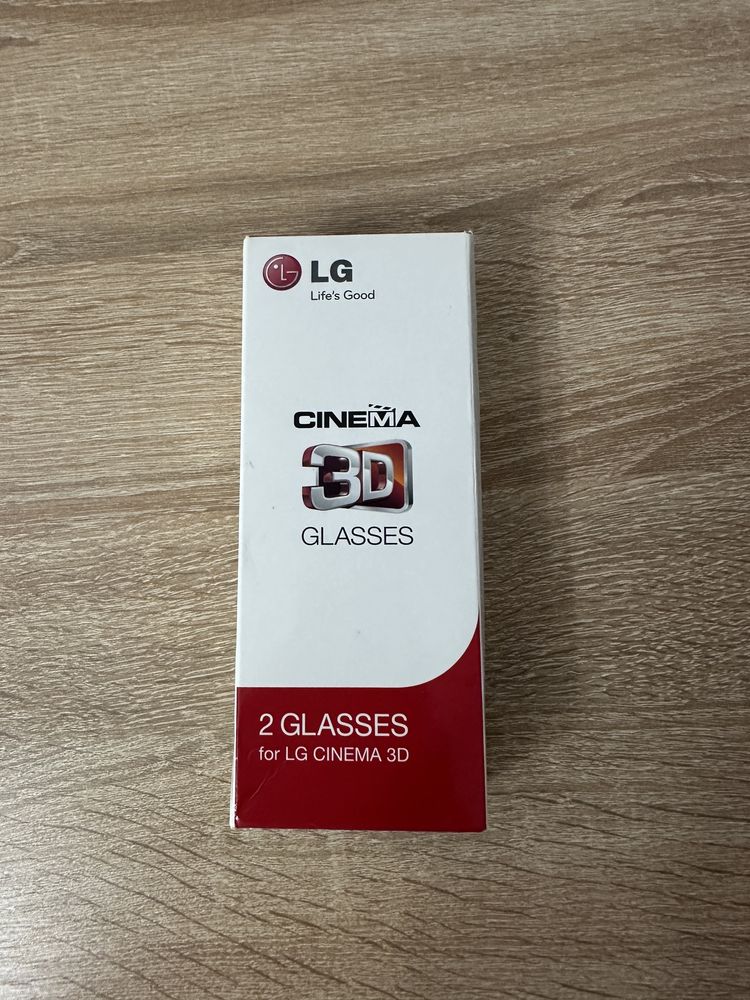 LG
Life's Good
CINEMA
3D
GLASSES
2 GLASSES
for LG CINEMA 3D